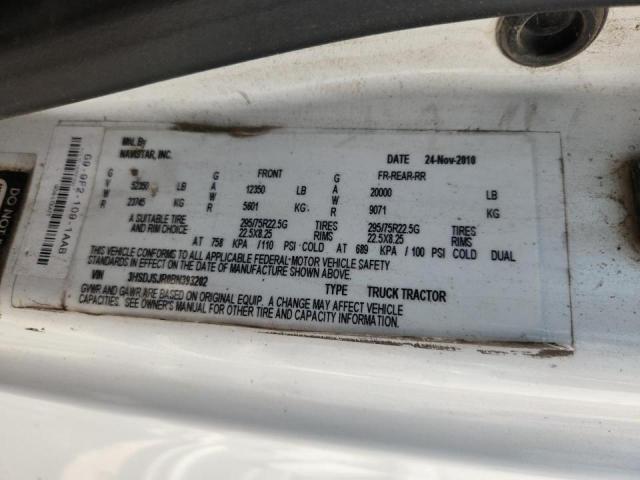 MNL.By
NAVISTAR, INC.
DATE 24-Nov-2010
G FRONT G FR-REAR-RR
V 52350 LB A 12350 LB A 20000 LB
W W W
R 23745 KG R 5601 KG R 9071 KG
A SUITABLE TIRE 295/75R22.5G TIRES 295/75R22.5G TIRES
AND RIM CHOICE 22.5X8.25 RIMS 22.5X8.25 RIMS
AT 758 KPA /110 PSI COLD AT 689 KPA / 100 PSI COLD DUAL
THIS VEHICLE CONFORMS TO ALL APPLICABLE FEDERAL-MOTOR VEHICLE SAFETY
STANDARDS IN EFFECT ON DATE OF MFR. SHOWN ABOVE.
VIN TYPE TRUCK TRACTOR
GVWR AND GAWR ARE BASED ON ORIGINAL EQUIP. A CHANGE MAY AFFECT VEHICLE
CAPACITIES. SEE OWNER'S MANUAL FOR OTHER TIRE AND CAPACITY INFORMATION.
DO NOT